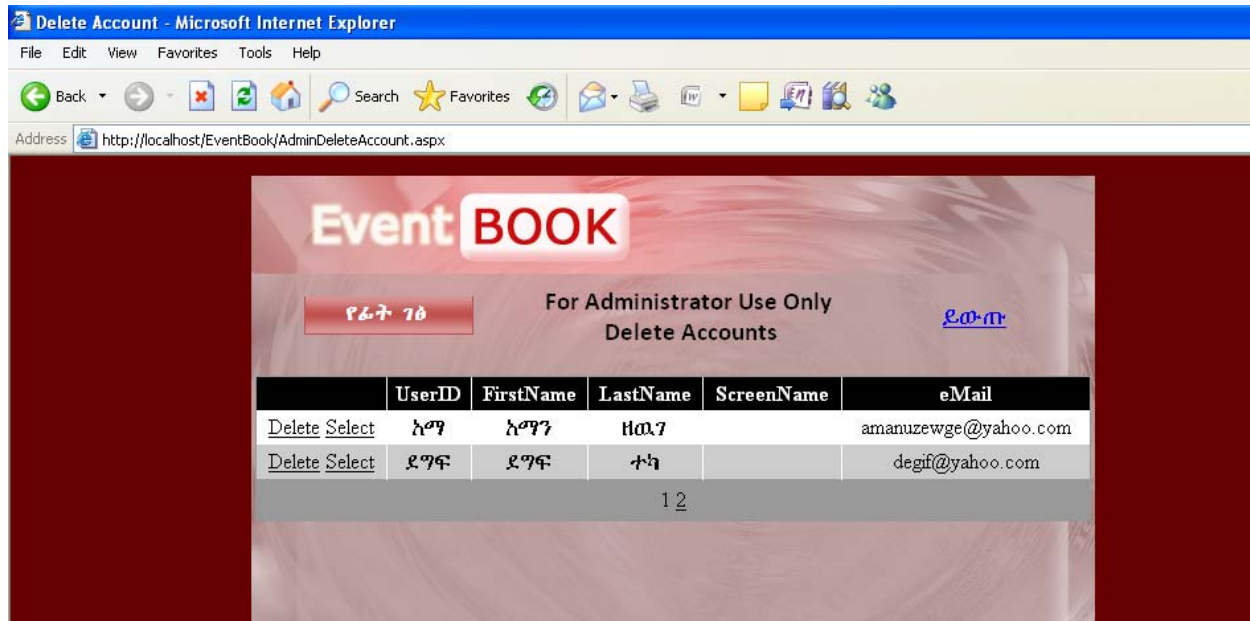 Delete Account - Microsoft Internet Explorer
File Edit View Favorites Tools Help
Back Search Favorites
Address http://localhost/EventBook/AdminDeleteAccount.aspx
Event BOOK
የፊት ገፅ
For Administrator Use Only
Delete Accounts
ይውጡ
UserID FirstName LastName ScreenName eMail
Delete Select አማ አማን ዘዉገ amanuzewge@yahoo.com
Delete Select ደግፍ ደግፍ ተካ degif@yahoo.com
1 2